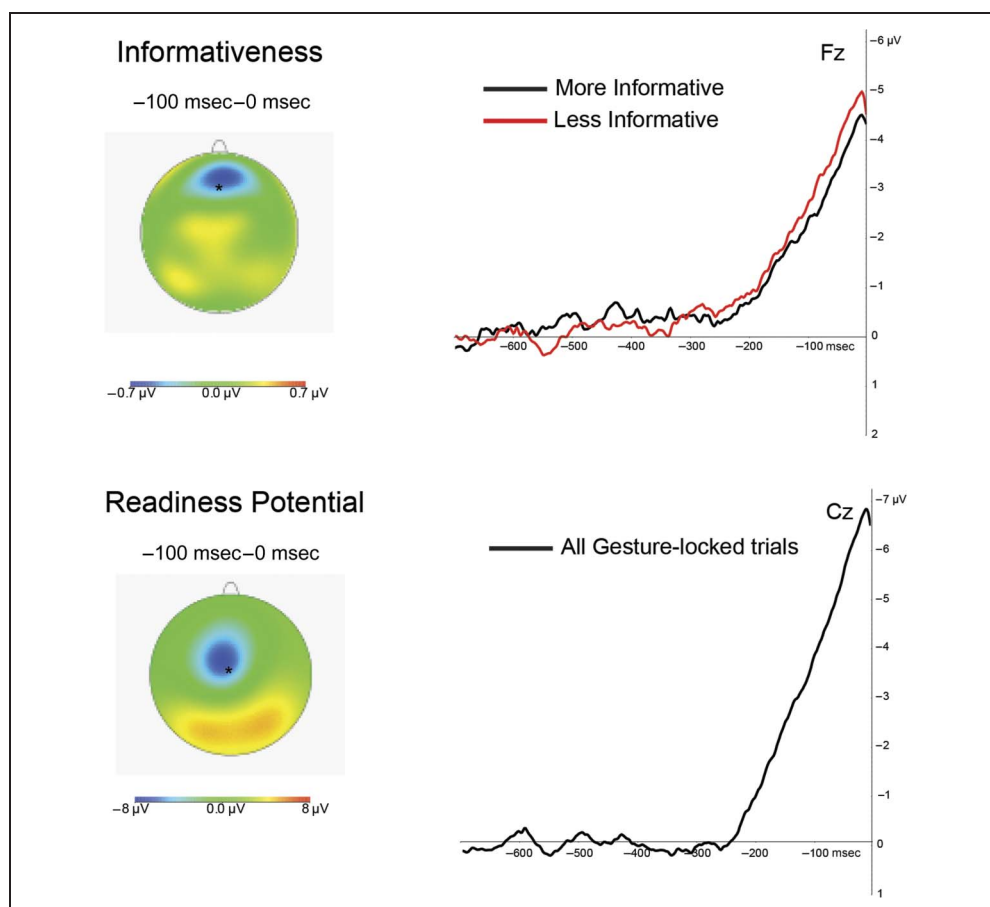 Informativeness
–100 msec–0 msec
*
–0.7 µV 0.0 µV 0.7 µV
More Informative
Less Informative
Fz
–6 µV
–5
–4
–3
–2
–1
0
1
2
–600 –500 –400 –300 –200 –100 msec
Readiness Potential
–100 msec–0 msec
*
–8 µV 0.0 µV 8 µV
All Gesture-locked trials
Cz
–7 µV
–6
–5
–4
–3
–2
–1
0
1
–600 –500 –400 –300 –200 –100 msec